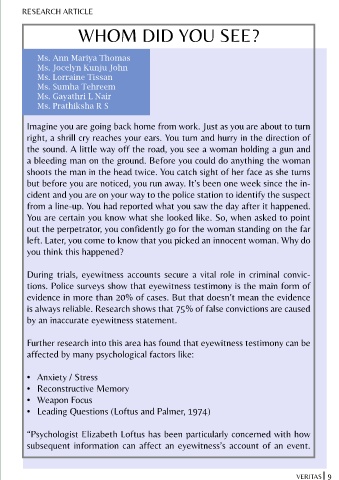 RESEARCH ARTICLE
WHOM DID YOU SEE?
Ms. Ann Mariya Thomas
Ms. Jocelyn Kunju John
Ms. Lorraine Tissan
Ms. Sumha Tehreem
Ms. Gayathri L Nair
Ms. Prathiksha R S
Imagine you are going back home from work. Just as you are about to turn
right, a shrill cry reaches your ears. You turn and hurry in the direction of
the sound. A little way off the road, you see a woman holding a gun and
a bleeding man on the ground. Before you could do anything the woman
shoots the man in the head twice. You catch sight of her face as she turns
but before you are noticed, you run away. It's been one week since the in-
cident and you are on your way to the police station to identify the suspect
from a line-up. You had reported what you saw the day after it happened.
You are certain you know what she looked like. So, when asked to point
out the perpetrator, you confidently go for the woman standing on the far
left. Later, you come to know that you picked an innocent woman. Why do
you think this happened?
During trials, eyewitness accounts secure a vital role in criminal convic-
tions. Police surveys show that eyewitness testimony is the main form of
evidence in more than 20% of cases. But that doesn't mean the evidence
is always reliable. Research shows that 75% of false convictions are caused
by an inaccurate eyewitness statement.
Further research into this area has found that eyewitness testimony can be
affected by many psychological factors like:
• Anxiety / Stress
• Reconstructive Memory
• Weapon Focus
• Leading Questions (Loftus and Palmer, 1974)
"Psychologist Elizabeth Loftus has been particularly concerned with how
subsequent information can affect an eyewitness's account of an event.
VERITAS | 9